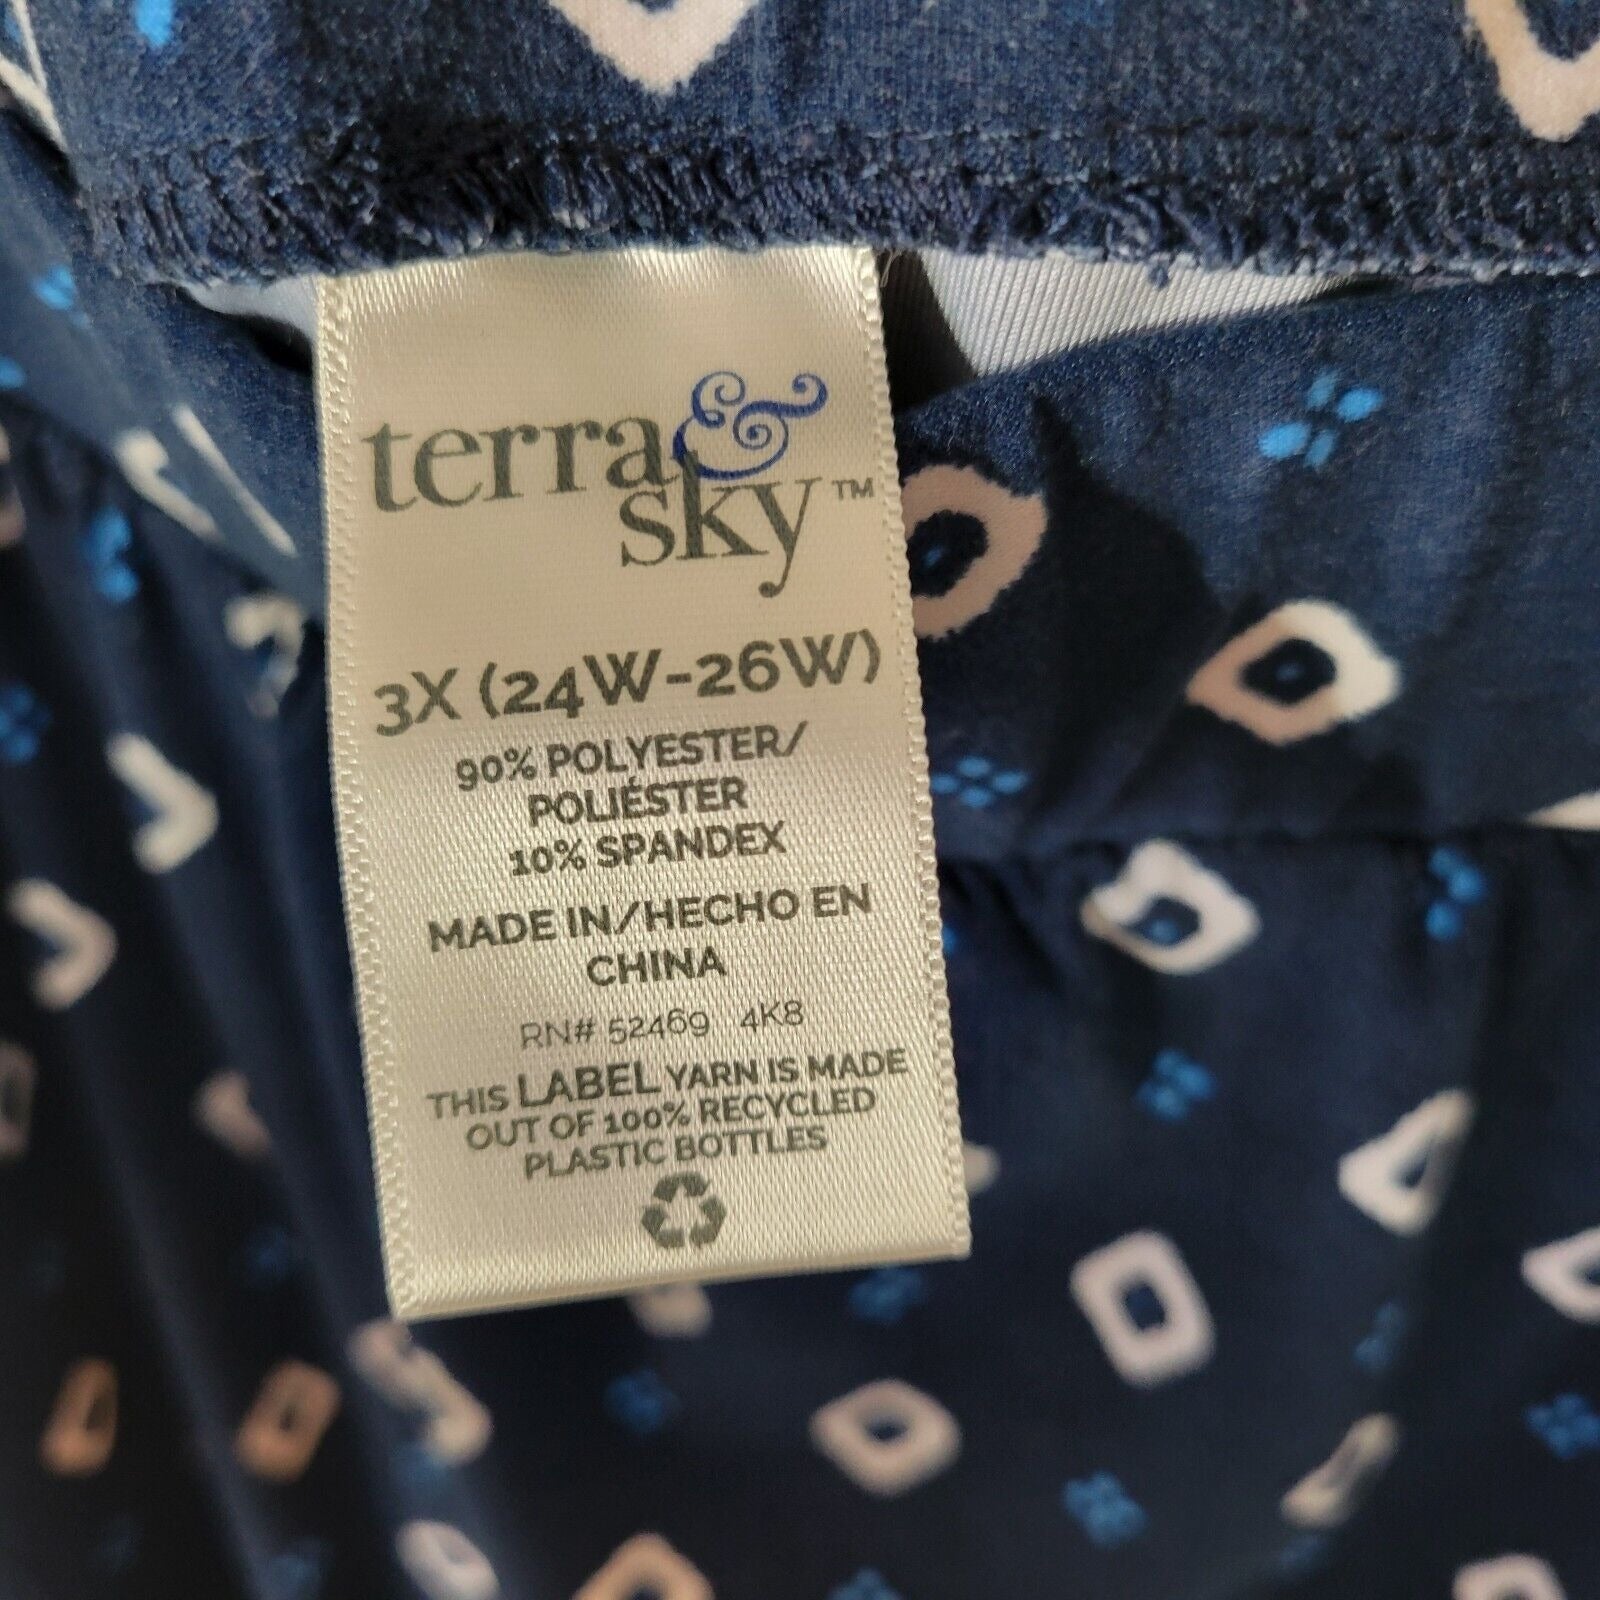 terra &
sky™
3X (24W-26W)
90% POLYESTER/
POLIÉSTER
10% SPANDEX
MADE IN/HECHO EN
CHINA
RN# 52469 4K8
THIS LABEL YARN IS MADE
OUT OF 100% RECYCLED
PLASTIC BOTTLES